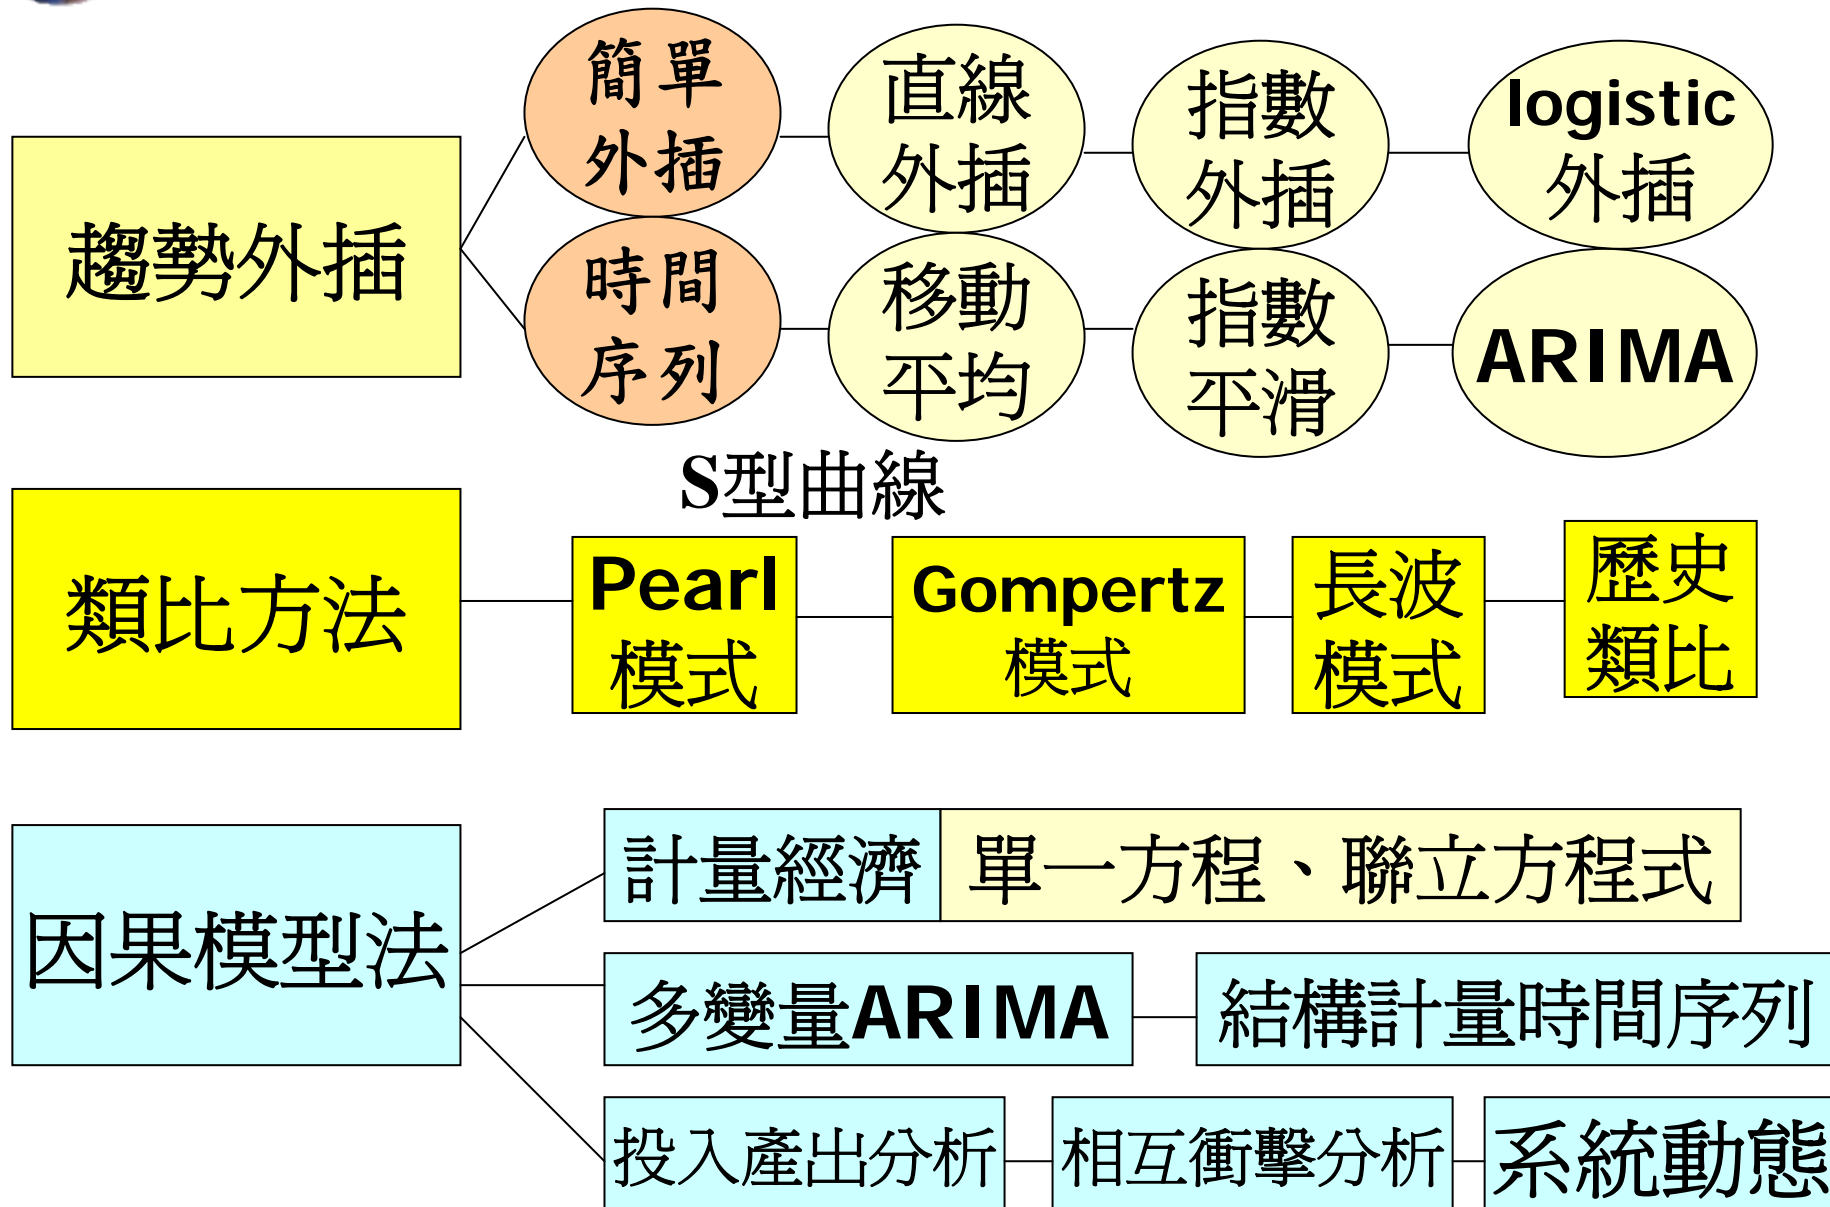 簡單
外插
直線
外插
指數
外插
logistic
外插
趨勢外插
時間
序列
移動
平均
指數
平滑
ARIMA
S型曲線
類比方法
Pearl
模式
Gompertz
模式
長波
模式
歷史
類比
因果模型法
計量經濟
單一方程、聯立方程式
多變量ARIMA
結構計量時間序列
投入產出分析
相互衝擊分析
系統動態